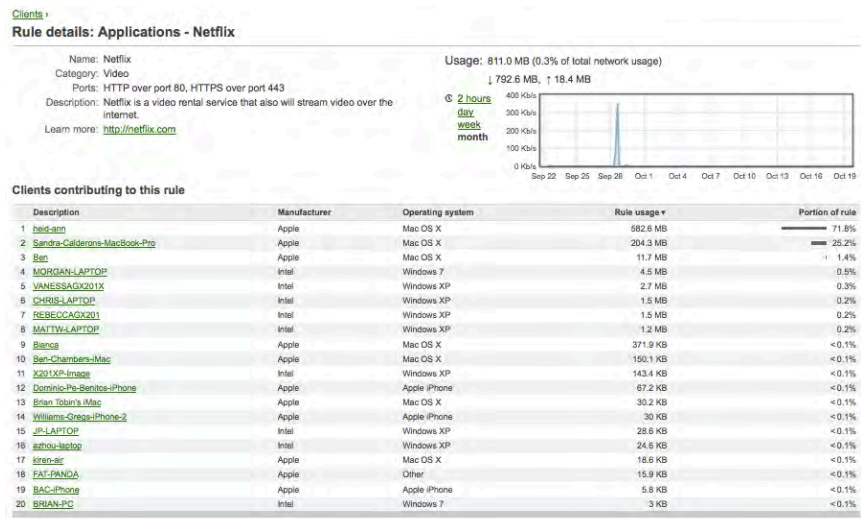 Clients ›
Rule details: Applications - Netflix
Name: Netflix
Category: Video
Ports: HTTP over port 80, HTTPS over port 443
Description: Netflix is a video rental service that also will stream video over the
internet.
Learn more: http://netflix.com
Usage: 811.0 MB (0.3% of total network usage)
↓ 792.6 MB, ↑ 18.4 MB
2 hours
day
week
month
400 Kb/s
300 Kb/s
200 Kb/s
100 Kb/s
0 Kb/s
Sep 22 Sep 25 Sep 28 Oct 1 Oct 4 Oct 7 Oct 10 Oct 13 Oct 16 Oct 19
Clients contributing to this rule
Description Manufacturer Operating system Rule usage ▾ Portion of rule
1 heid-ann Apple Mac OS X 582.6 MB 71.8%
2 Sandra-Calderons-MacBook-Pro Apple Mac OS X 204.3 MB 25.2%
3 Ben Apple Mac OS X 11.7 MB 1.4%
4 MORGAN-LAPTOP Intel Windows 7 4.5 MB 0.5%
5 VANESSAGX201X Intel Windows XP 2.7 MB 0.3%
6 CHRIS-LAPTOP Intel Windows XP 1.5 MB 0.2%
7 REBECCAGX201 Intel Windows XP 1.5 MB 0.2%
8 MATTW-LAPTOP Intel Windows XP 1.2 MB 0.2%
9 Bianca Apple Mac OS X 371.9 KB <0.1%
10 Ben-Chambers-iMac Apple Mac OS X 150.1 KB <0.1%
11 X201XP-Image Intel Windows XP 143.4 KB <0.1%
12 Dominic-Pe-Benitos-iPhone Apple Apple iPhone 67.2 KB <0.1%
13 Brian Tobin's iMac Apple Mac OS X 30.2 KB <0.1%
14 Williams-Gregs-iPhone-2 Apple Apple iPhone 30 KB <0.1%
15 JP-LAPTOP Intel Windows XP 28.6 KB <0.1%
16 azhou-laptop Intel Windows XP 24.6 KB <0.1%
17 kiren-air Apple Mac OS X 18.6 KB <0.1%
18 FAT-PANDA Apple Other 15.9 KB <0.1%
19 BAC-iPhone Apple Apple iPhone 5.8 KB <0.1%
20 BRIAN-PC Intel Windows 7 3 KB <0.1%